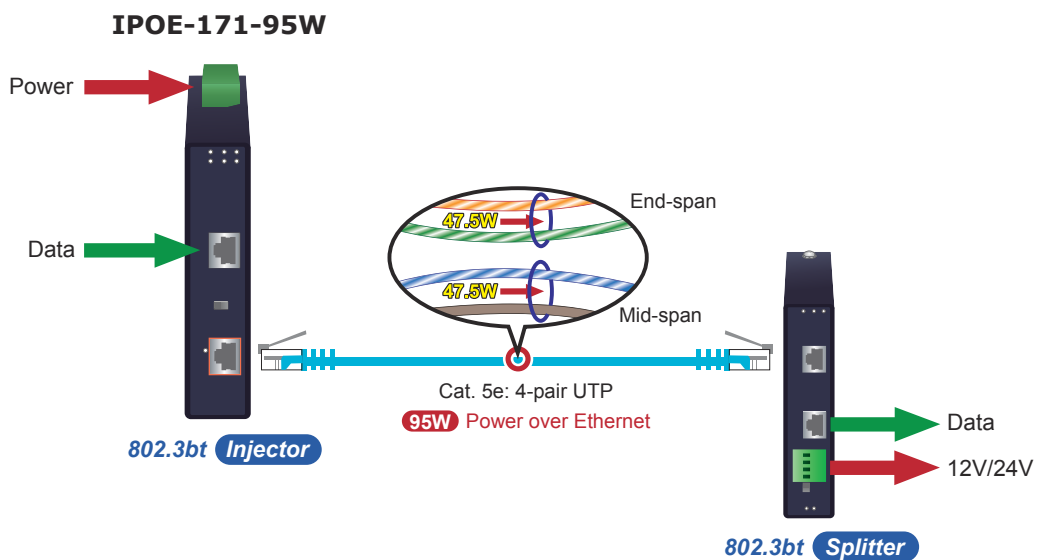 IPOE-171-95W
Power
Data
End-span
47.5W
47.5W
Mid-span
Cat. 5e: 4-pair UTP
95W Power over Ethernet
802.3bt Injector
Data
12V/24V
802.3bt Splitter